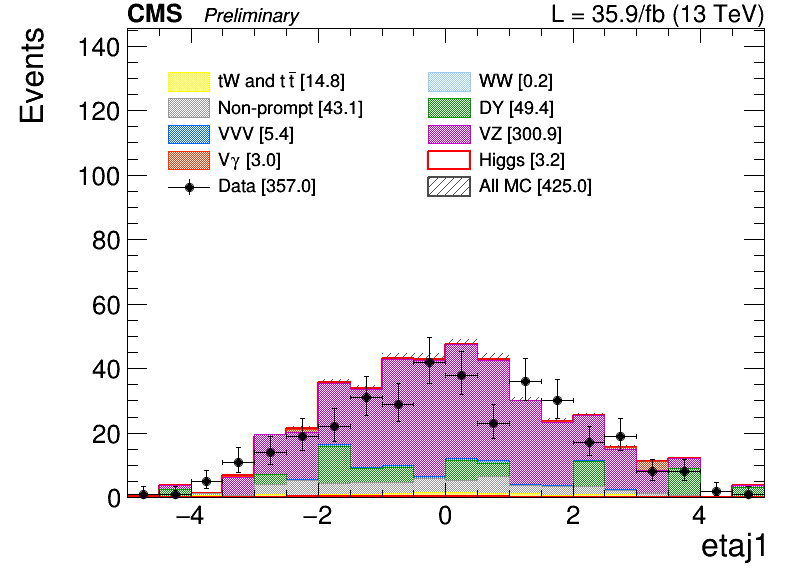 CMS Preliminary L = 35.9/fb (13 TeV)
Events
140
120
100
80
60
40
20
0
tW and t t̅ [14.8]
WW [0.2]
Non-prompt [43.1]
DY [49.4]
VVV [5.4]
VZ [300.9]
Vγ [3.0]
Higgs [3.2]
Data [357.0]
All MC [425.0]
−4 −2 0 2 4
etaj1